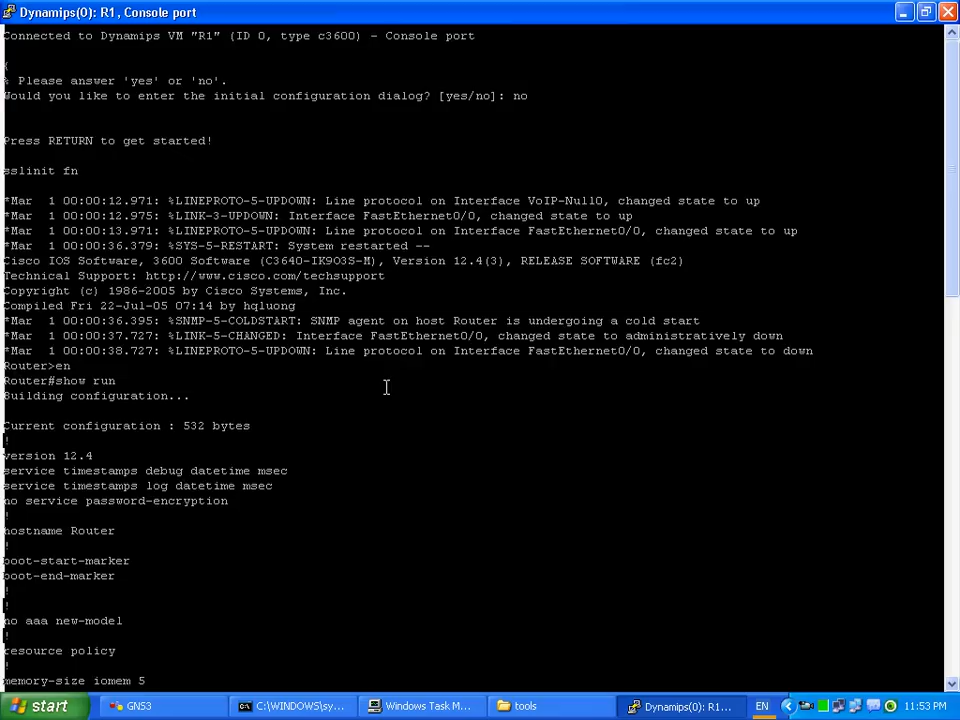 Dynamips(0): R1, Console port
Connected to Dynamips VM "R1" (ID 0, type c3600) - Console port
% Please answer 'yes' or 'no'.
Would you like to enter the initial configuration dialog? [yes/no]: no
Press RETURN to get started!
sslinit fn
*Mar  1 00:00:12.971: %LINEPROTO-5-UPDOWN: Line protocol on Interface VoIP-Null0, changed state to up
*Mar  1 00:00:12.975: %LINK-3-UPDOWN: Interface FastEthernet0/0, changed state to up
*Mar  1 00:00:13.971: %LINEPROTO-5-UPDOWN: Line protocol on Interface FastEthernet0/0, changed state to up
*Mar  1 00:00:36.379: %SYS-5-RESTART: System restarted --
Cisco IOS Software, 3600 Software (C3640-IK9O3S-M), Version 12.4(3), RELEASE SOFTWARE (fc2)
Technical Support: http://www.cisco.com/techsupport
Copyright (c) 1986-2005 by Cisco Systems, Inc.
Compiled Fri 22-Jul-05 07:14 by hqluong
*Mar  1 00:00:36.395: %SNMP-5-COLDSTART: SNMP agent on host Router is undergoing a cold start
*Mar  1 00:00:37.727: %LINK-5-CHANGED: Interface FastEthernet0/0, changed state to administratively down
*Mar  1 00:00:38.727: %LINEPROTO-5-UPDOWN: Line protocol on Interface FastEthernet0/0, changed state to down
Router>en
Router#show run
Building configuration...
Current configuration : 532 bytes
!
version 12.4
service timestamps debug datetime msec
service timestamps log datetime msec
no service password-encryption
!
hostname Router
!
boot-start-marker
boot-end-marker
!
!
no aaa new-model
!
resource policy
!
memory-size iomem 5
start
GNS3
C:\WINDOWS\sy...
Windows Task M...
tools
Dynamips(0): R1...
EN
11:53 PM